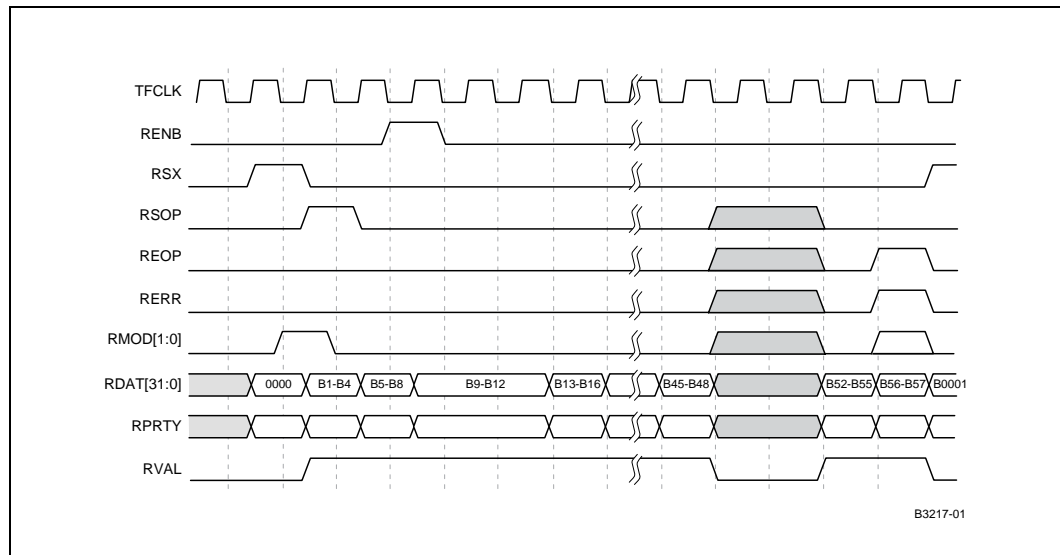 TFCLK
RENB
RSX
RSOP
REOP
RERR
RMOD[1:0]
RDAT[31:0] 0000 B1-B4 B5-B8 B9-B12 B13-B16 B45-B48 B52-B55 B56-B57 B0001
RPRTY
RVAL
B3217-01